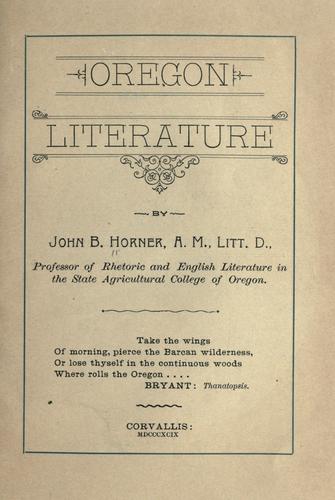 OREGON
LITERATURE
BY
JOHN B. HORNER, A. M., LITT. D.,
Professor of Rhetoric and English Literature in
the State Agricultural College of Oregon.
Take the wings
Of morning, pierce the Barcan wilderness,
Or lose thyself in the continuous woods
Where rolls the Oregon ....
BRYANT: Thanatopsis.
CORVALLIS:
MDCCCXCIX